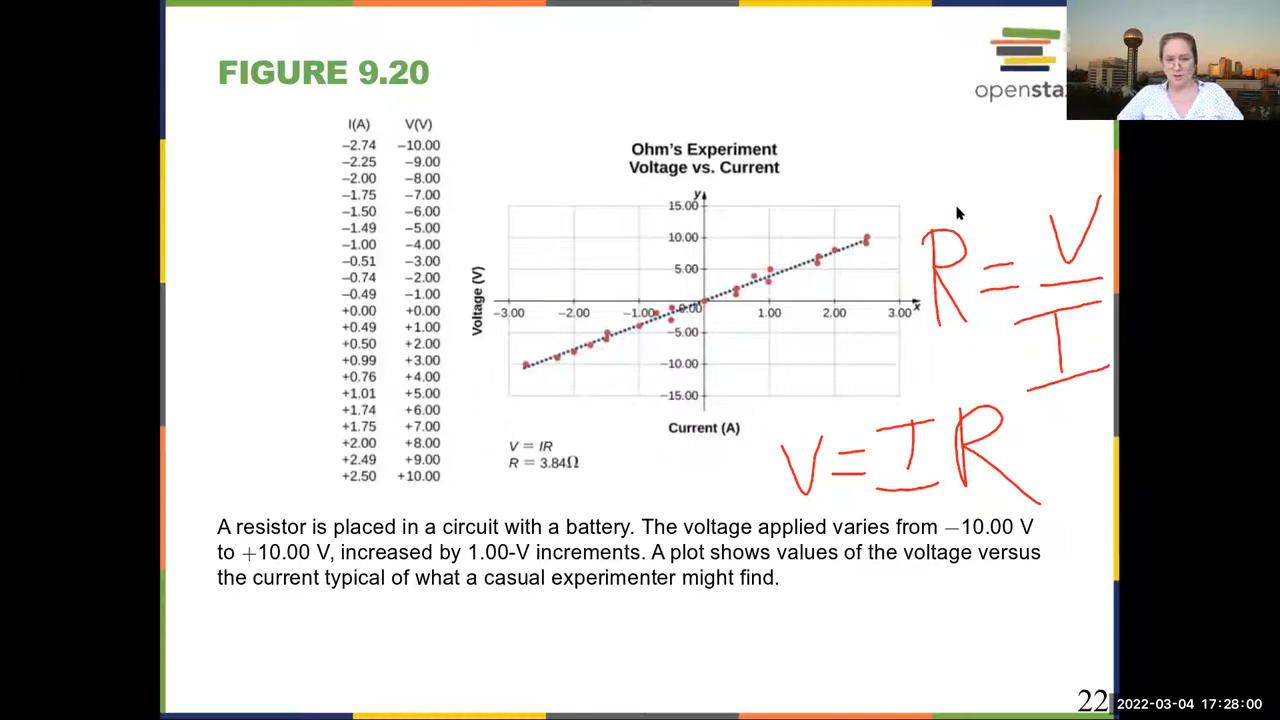 FIGURE 9.20
openstax
I(A) V(V)
−2.74 −10.00
−2.25 −9.00
−2.00 −8.00
−1.75 −7.00
−1.50 −6.00
−1.49 −5.00
−1.00 −4.00
−0.51 −3.00
−0.74 −2.00
−0.49 −1.00
+0.00 +0.00
+0.49 +1.00
+0.50 +2.00
+0.99 +3.00
+0.76 +4.00
+1.01 +5.00
+1.74 +6.00
+1.75 +7.00
+2.00 +8.00
+2.49 +9.00
+2.50 +10.00
Ohm's Experiment
Voltage vs. Current
y
15.00
10.00
5.00
−3.00 −2.00 −1.00 0.00 1.00 2.00 3.00 x
−5.00
−10.00
−15.00
Voltage (V)
Current (A)
V = IR
R = 3.84Ω
R = V
I
V = IR
A resistor is placed in a circuit with a battery. The voltage applied varies from −10.00 V
to +10.00 V, increased by 1.00-V increments. A plot shows values of the voltage versus
the current typical of what a casual experimenter might find.
22
2022-03-04 17:28:00